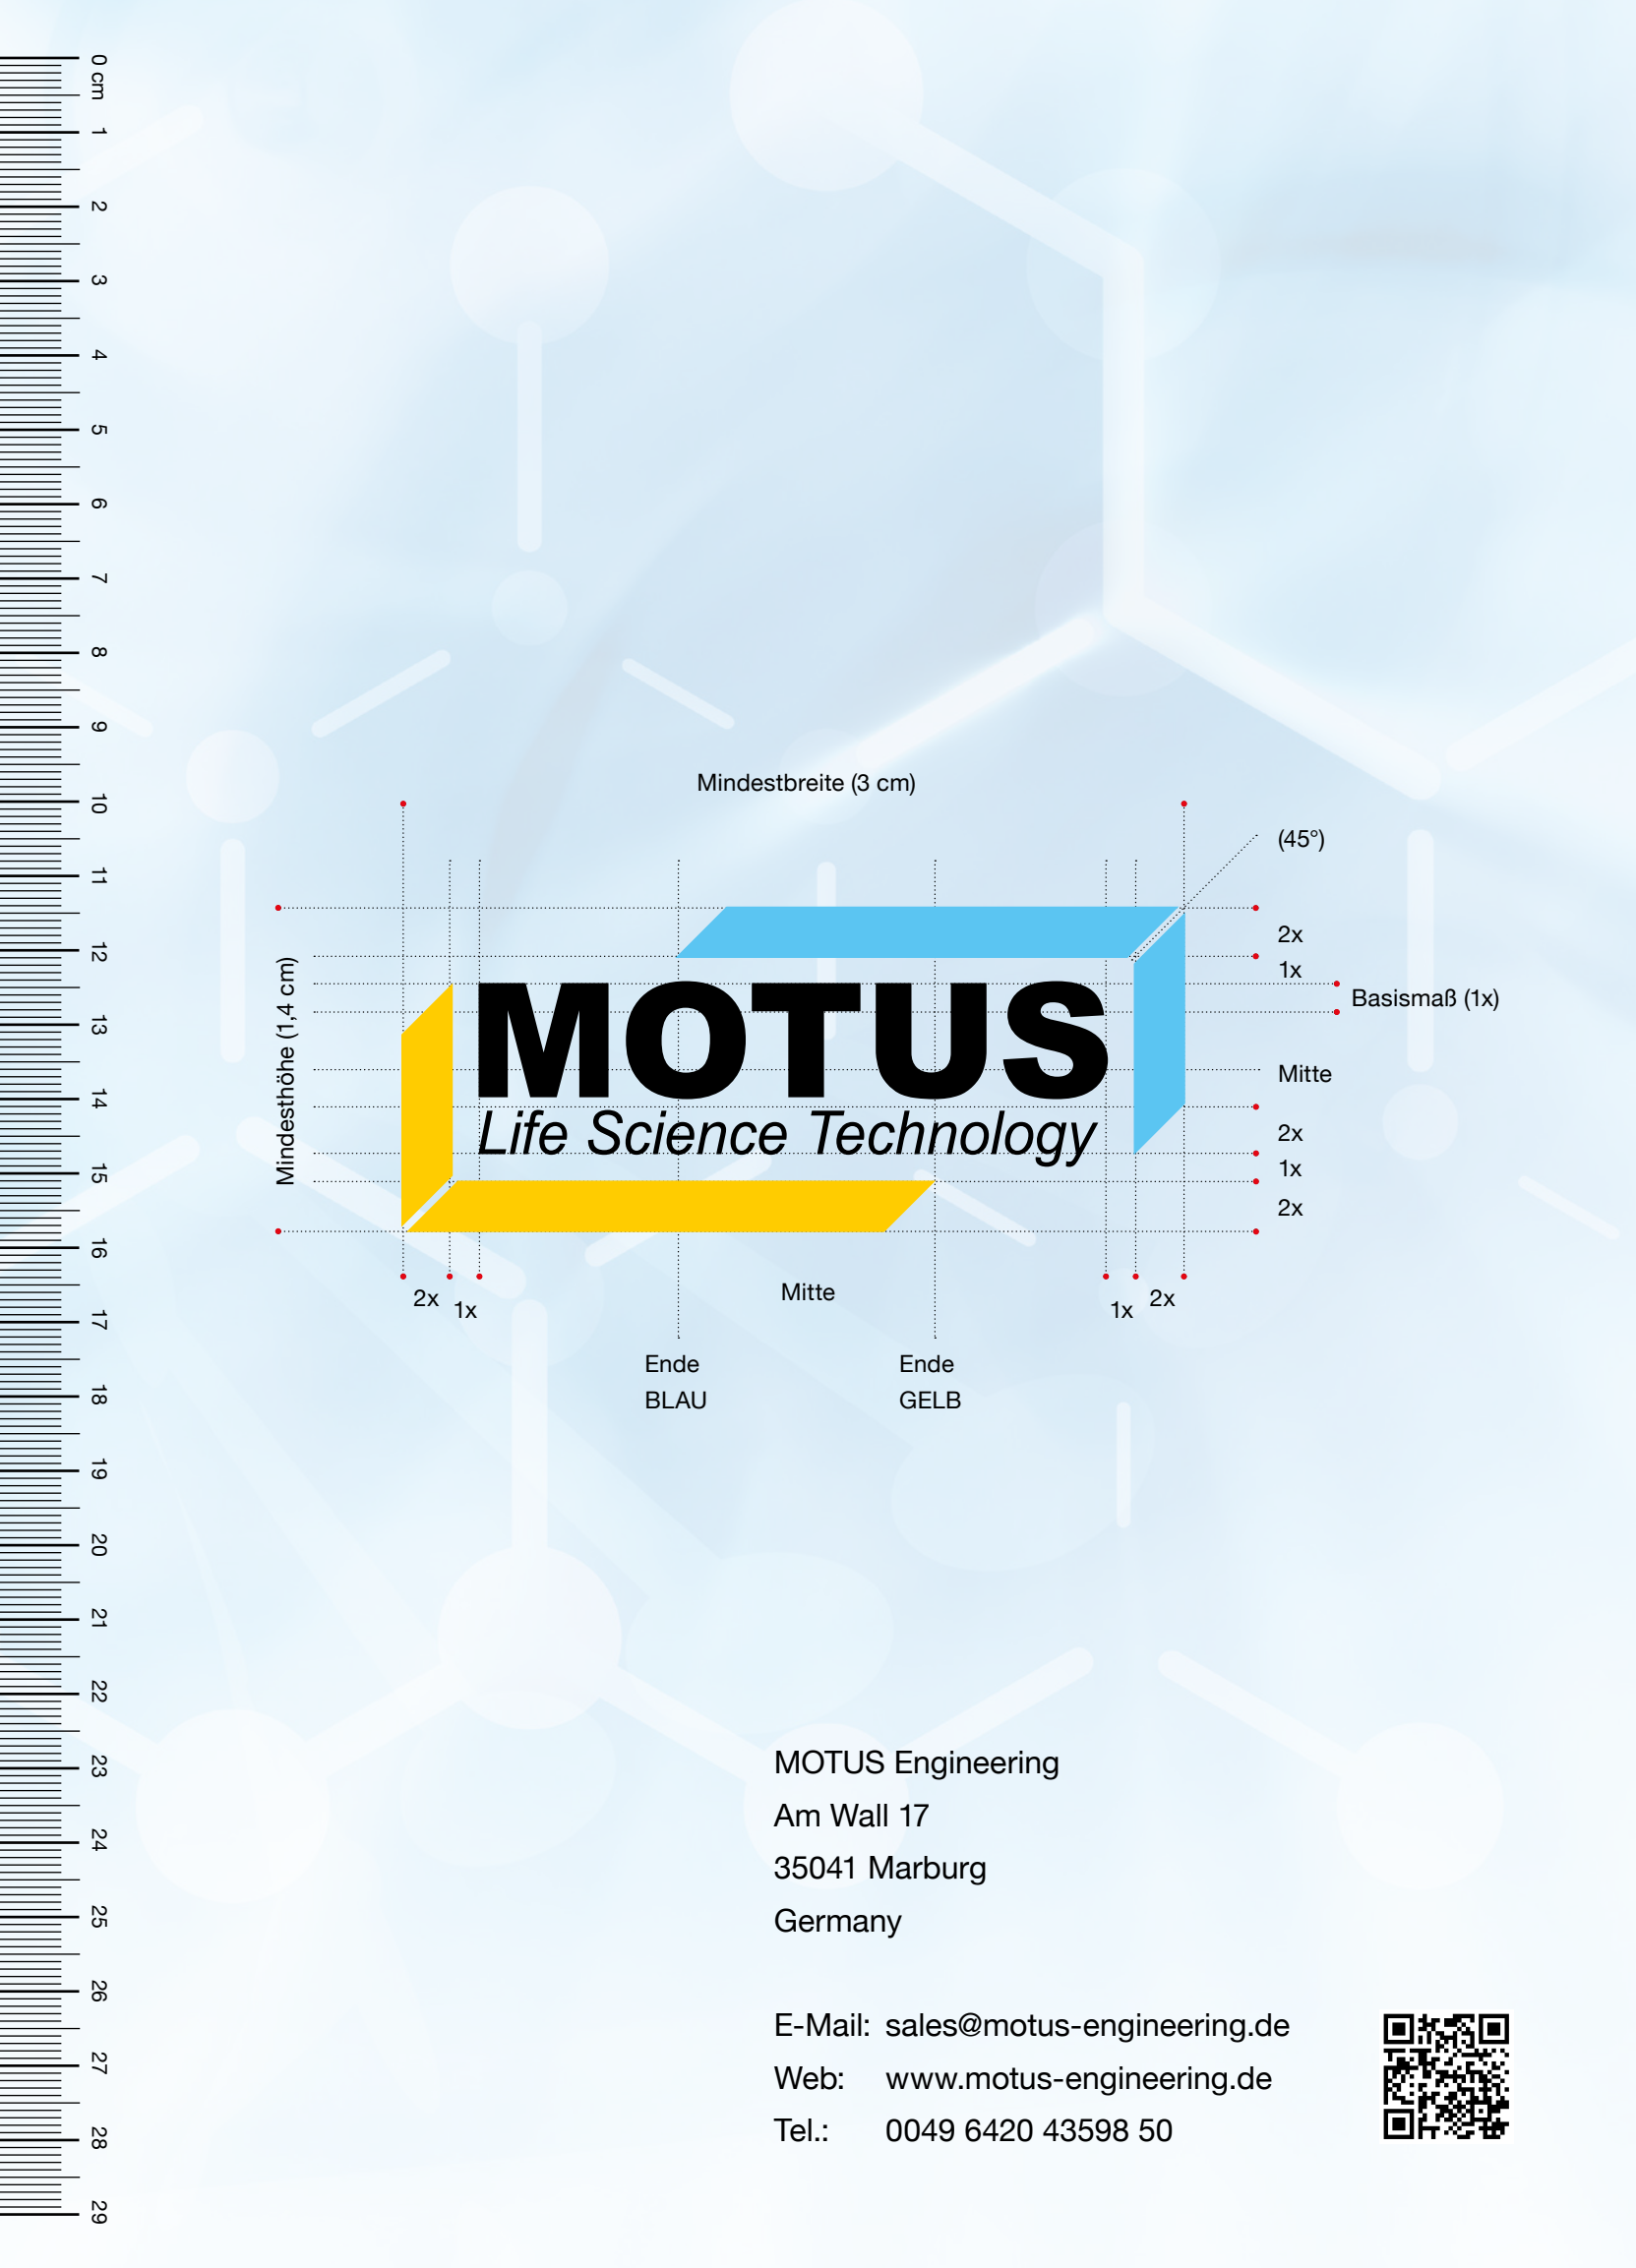 0 cm
1
2
3
4
5
6
7
8
9
10
11
12
13
14
15
16
17
18
19
20
21
22
23
24
25
26
27
28
29
Mindestbreite (3 cm)
(45°)
Mindesthöhe (1,4 cm)
2x
1x
Basismaß (1x)
MOTUS
Mitte
Life Science Technology
2x
1x
2x
2x
1x
Mitte
1x
2x
Ende
BLAU
Ende
GELB
MOTUS Engineering
Am Wall 17
35041 Marburg
Germany
E-Mail: sales@motus-engineering.de
Web: www.motus-engineering.de
Tel.: 0049 6420 43598 50